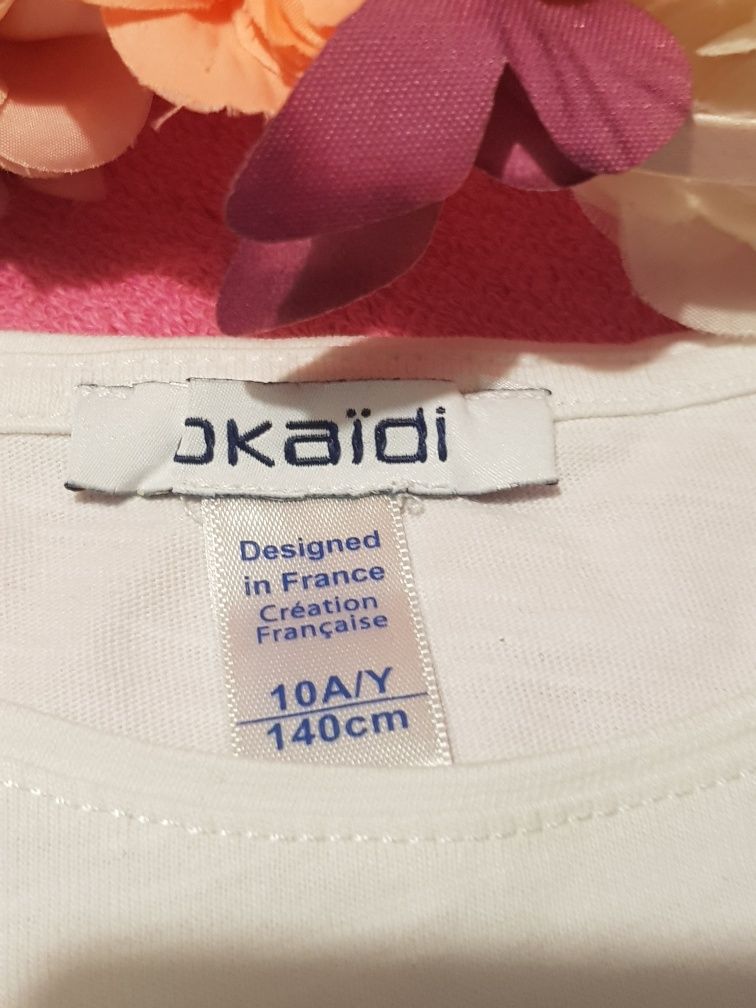 okaïdi
Designed
in France
Création
Française
10A/Y
140cm